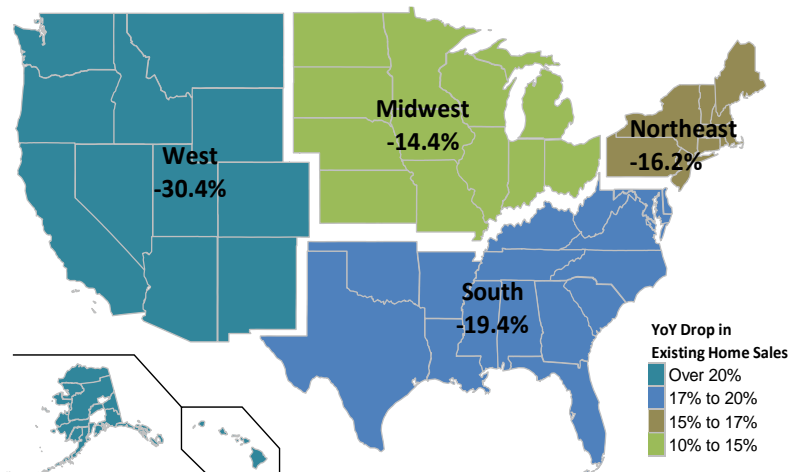 Midwest
-14.4%
Northeast
-16.2%
West
-30.4%
South
-19.4%
YoY Drop in
Existing Home Sales
Over 20%
17% to 20%
15% to 17%
10% to 15%